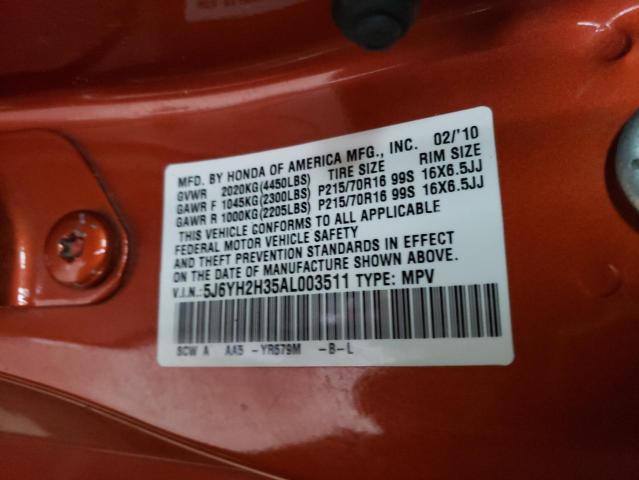 MFD. BY HONDA OF AMERICA MFG., INC. 02/'10
GVWR 2020KG(4450LBS) TIRE SIZE RIM SIZE
GAWR F 1045KG(2300LBS) P215/70R16 99S 16X6.5JJ
GAWR R 1000KG(2205LBS) P215/70R16 99S 16X6.5JJ
THIS VEHICLE CONFORMS TO ALL APPLICABLE
FEDERAL MOTOR VEHICLE SAFETY
AND THEFT PREVENTION STANDARDS IN EFFECT
ON THE DATE OF MANUFACTURE SHOWN ABOVE.
V.I.N.:5J6YH2H35AL003511 TYPE: MPV
SCW A AA5 -YR579M -B-L